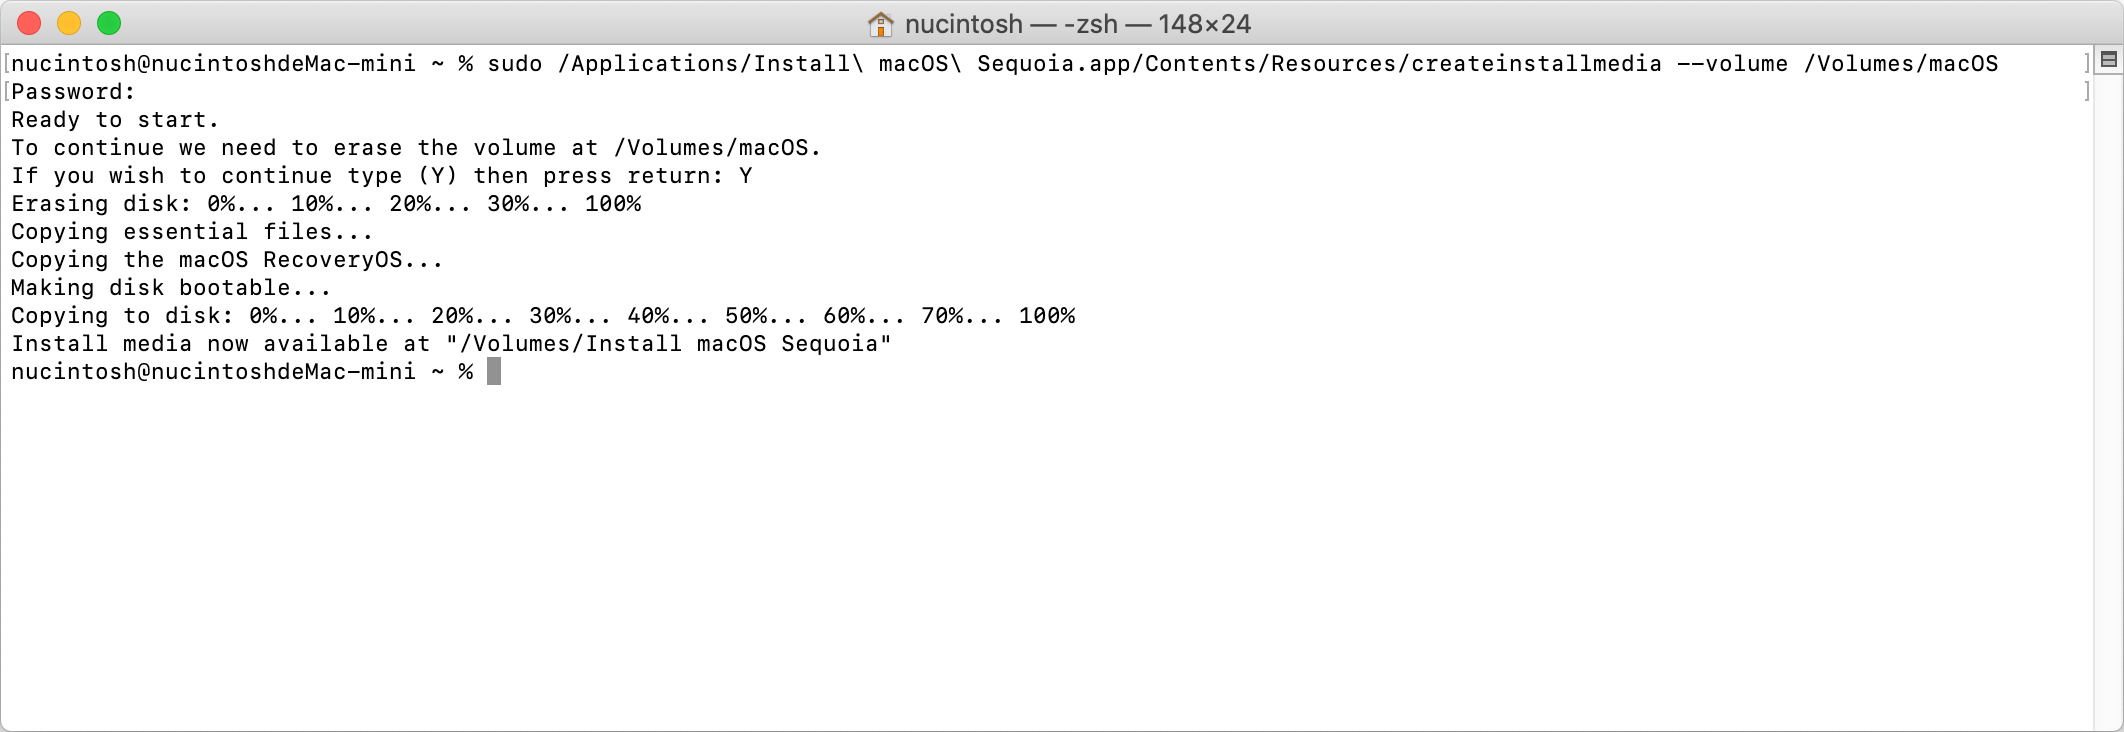 nucintosh — -zsh — 148×24
[nucintosh@nucintoshdeMac-mini ~ % sudo /Applications/Install\ macOS\ Sequoia.app/Contents/Resources/createinstallmedia --volume /Volumes/macOS ]
[Password: ]
Ready to start.
To continue we need to erase the volume at /Volumes/macOS.
If you wish to continue type (Y) then press return: Y
Erasing disk: 0%... 10%... 20%... 30%... 100%
Copying essential files...
Copying the macOS RecoveryOS...
Making disk bootable...
Copying to disk: 0%... 10%... 20%... 30%... 40%... 50%... 60%... 70%... 100%
Install media now available at "/Volumes/Install macOS Sequoia"
nucintosh@nucintoshdeMac-mini ~ %